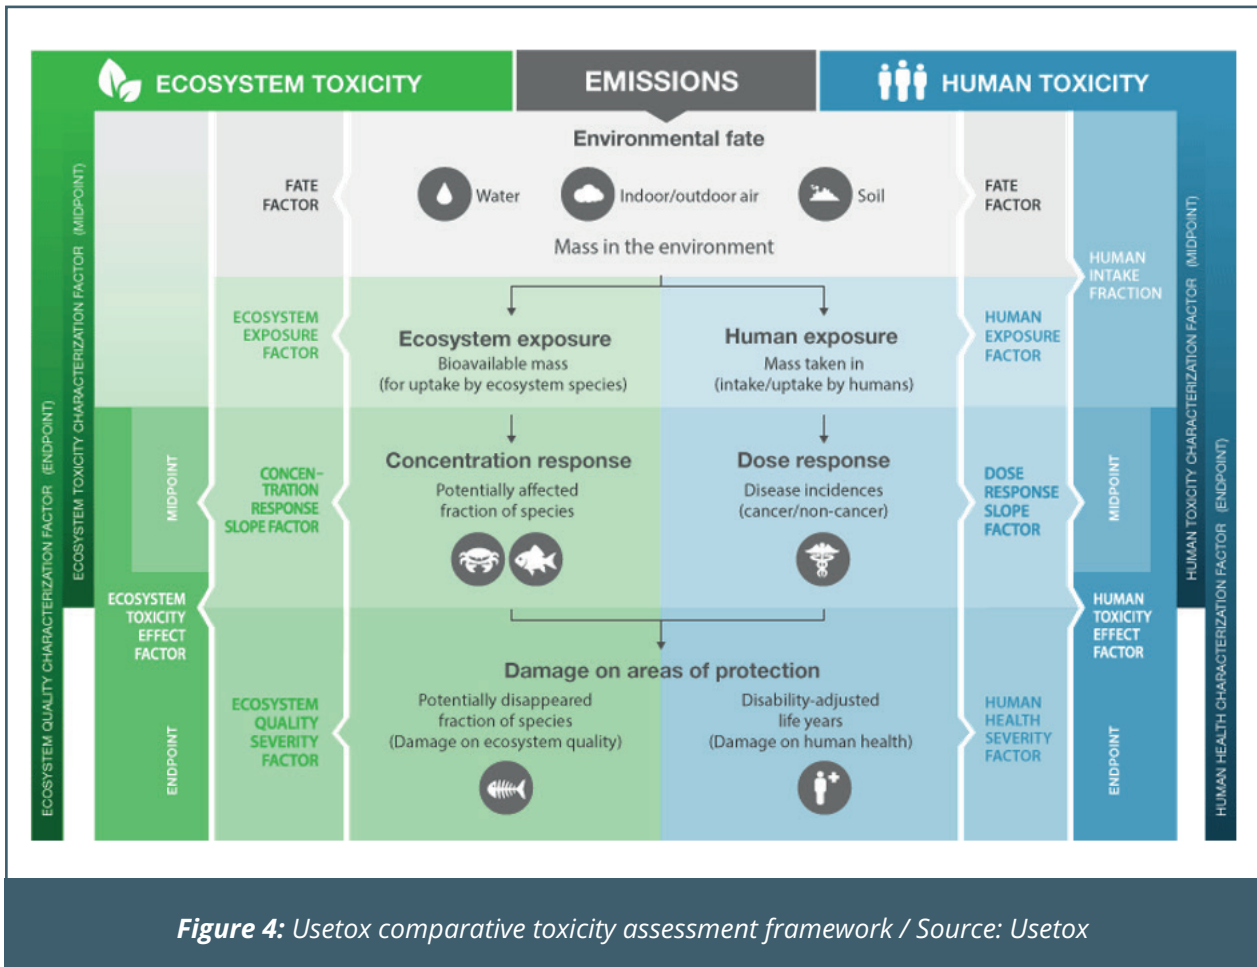 ECOSYSTEM TOXICITY
EMISSIONS
HUMAN TOXICITY
ECOSYSTEM QUALITY CHARACTERIZATION FACTOR (ENDPOINT)
ECOSYSTEM TOXICITY CHARACTERIZATION FACTOR (MIDPOINT)
Environmental fate
FATE
FACTOR
Water
Indoor/outdoor air
Soil
Mass in the environment
FATE
FACTOR
HUMAN
INTAKE
FRACTION
ECOSYSTEM
EXPOSURE
FACTOR
Ecosystem exposure
Bioavailable mass
(for uptake by ecosystem species)
Human exposure
Mass taken in
(intake/uptake by humans)
HUMAN
EXPOSURE
FACTOR
MIDPOINT
CONCEN-
TRATION
RESPONSE
SLOPE FACTOR
Concentration response
Potentially affected
fraction of species
Dose response
Disease incidences
(cancer/non-cancer)
DOSE
RESPONSE
SLOPE
FACTOR
MIDPOINT
ECOSYSTEM
TOXICITY
EFFECT
FACTOR
HUMAN
TOXICITY
EFFECT
FACTOR
Damage on areas of protection
ENDPOINT
ECOSYSTEM
QUALITY
SEVERITY
FACTOR
Potentially disappeared
fraction of species
(Damage on ecosystem quality)
Disability-adjusted
life years
(Damage on human health)
HUMAN
HEALTH
SEVERITY
FACTOR
ENDPOINT
HUMAN TOXICITY CHARACTERIZATION FACTOR (MIDPOINT)
HUMAN HEALTH CHARACTERIZATION FACTOR (ENDPOINT)
Figure 4: Usetox comparative toxicity assessment framework / Source: Usetox